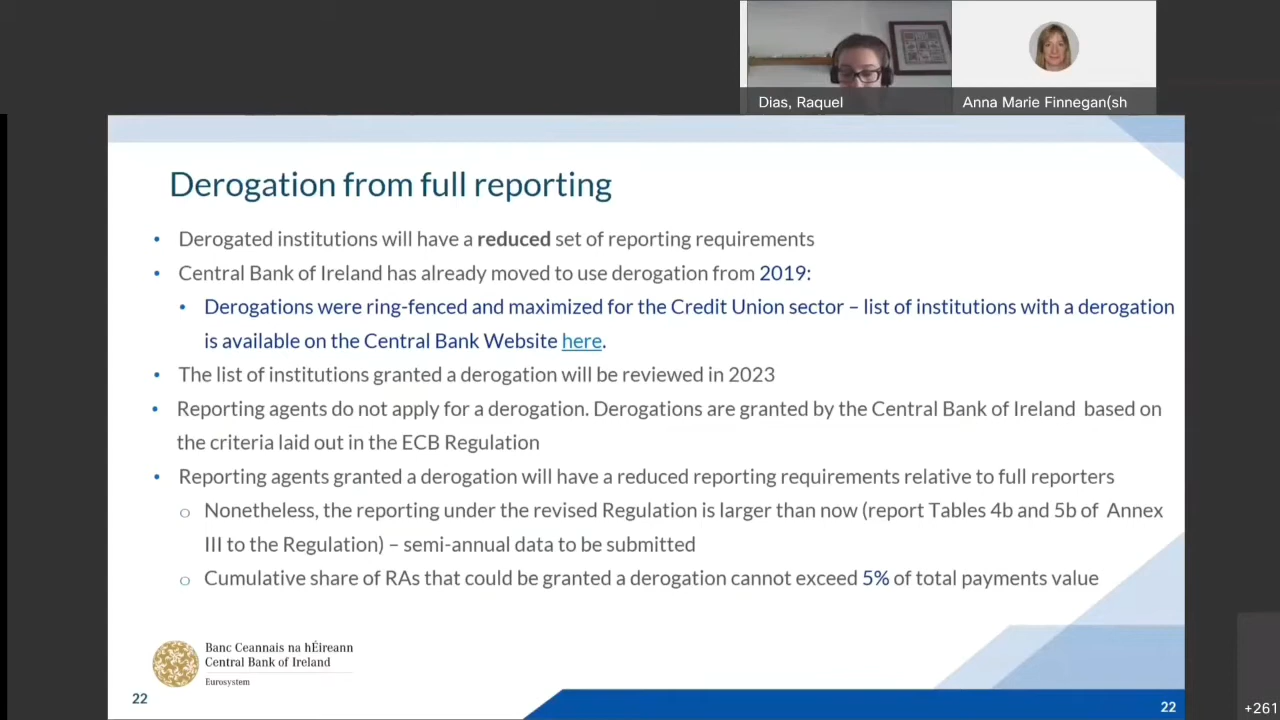 Dias, Raquel
Anna Marie Finnegan(sh
Derogation from full reporting
• Derogated institutions will have a reduced set of reporting requirements
• Central Bank of Ireland has already moved to use derogation from 2019:
• Derogations were ring-fenced and maximized for the Credit Union sector – list of institutions with a derogation
is available on the Central Bank Website here.
• The list of institutions granted a derogation will be reviewed in 2023
• Reporting agents do not apply for a derogation. Derogations are granted by the Central Bank of Ireland based on
the criteria laid out in the ECB Regulation
• Reporting agents granted a derogation will have a reduced reporting requirements relative to full reporters
o Nonetheless, the reporting under the revised Regulation is larger than now (report Tables 4b and 5b of Annex
III to the Regulation) – semi-annual data to be submitted
o Cumulative share of RAs that could be granted a derogation cannot exceed 5% of total payments value
Banc Ceannais na hÉireann
Central Bank of Ireland
Eurosystem
22
22
+261